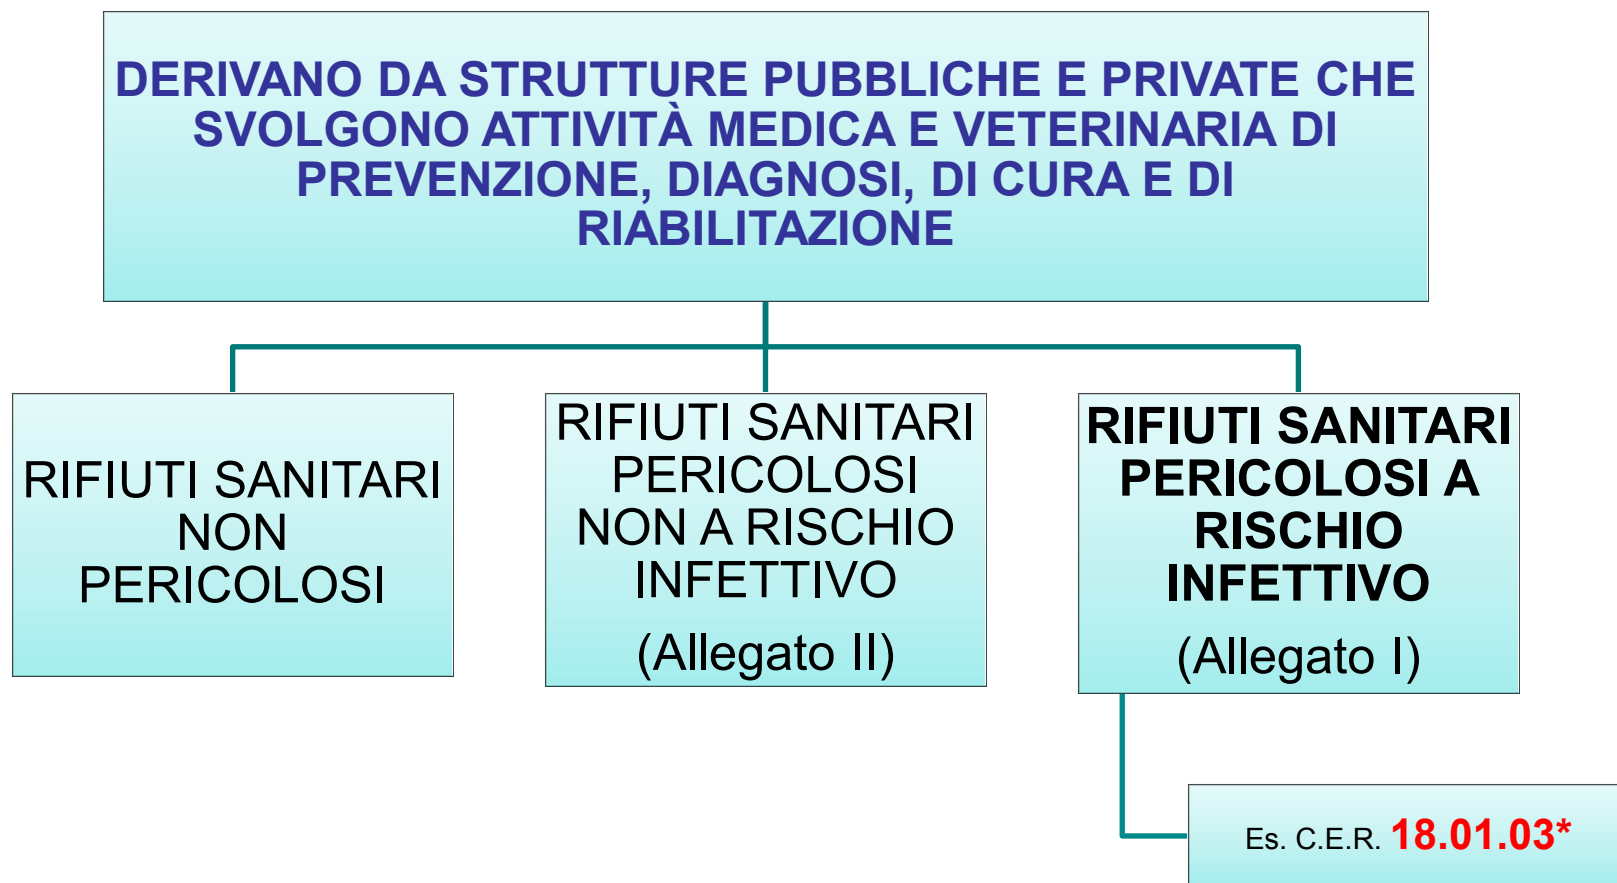 DERIVANO DA STRUTTURE PUBBLICHE E PRIVATE CHE
SVOLGONO ATTIVITÀ MEDICA E VETERINARIA DI
PREVENZIONE, DIAGNOSI, DI CURA E DI
RIABILITAZIONE
RIFIUTI SANITARI
NON
PERICOLOSI
RIFIUTI SANITARI
PERICOLOSI
NON A RISCHIO
INFETTIVO
(Allegato II)
RIFIUTI SANITARI
PERICOLOSI A
RISCHIO
INFETTIVO
(Allegato I)
Es. C.E.R. 18.01.03*